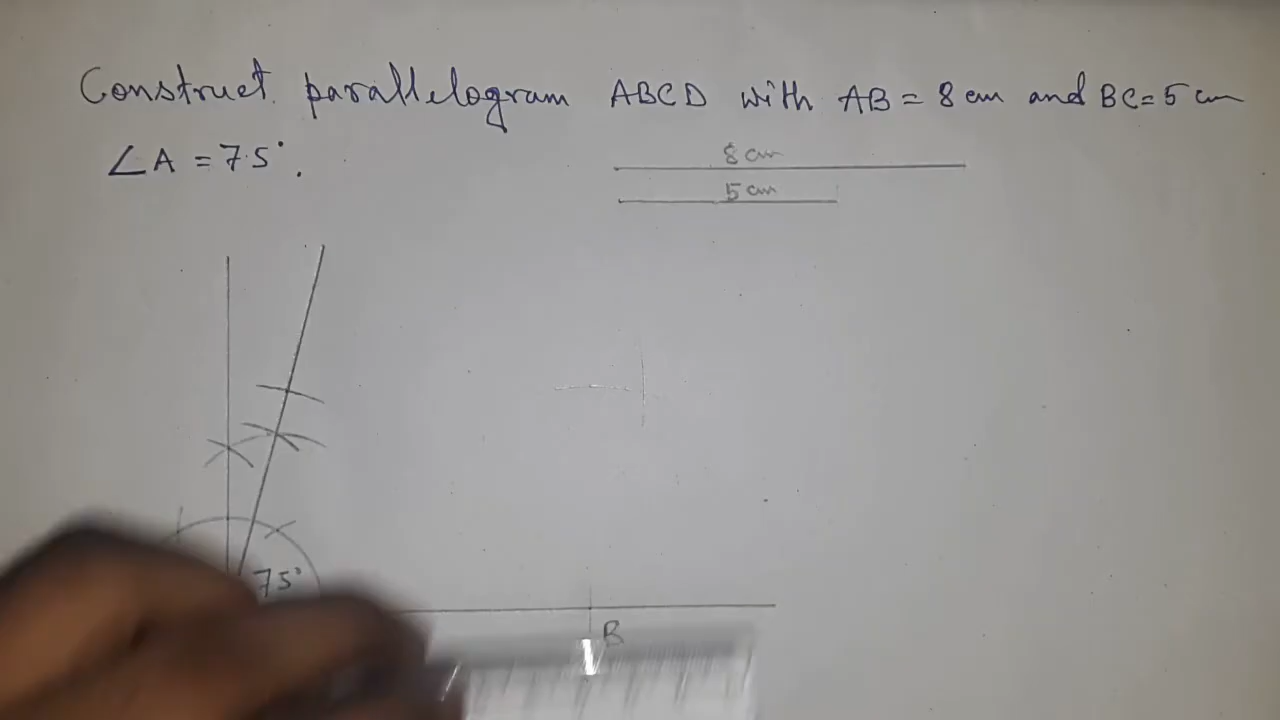 Construct parallelogram ABCD with AB = 8 cm and BC = 5 cm
∠A = 75°.
8 cm
5 cm
75°
B